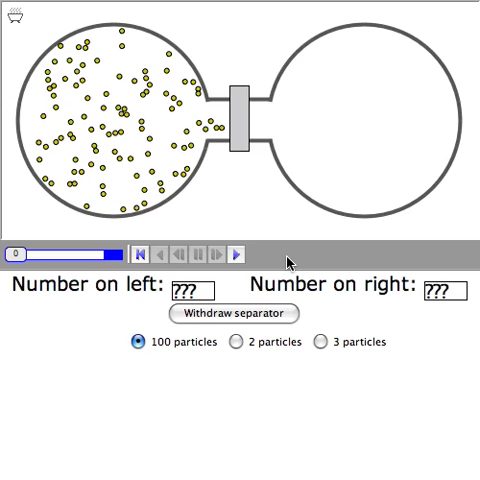 0
Number on left: ??? Number on right: ???
Withdraw separator
100 particles 2 particles 3 particles